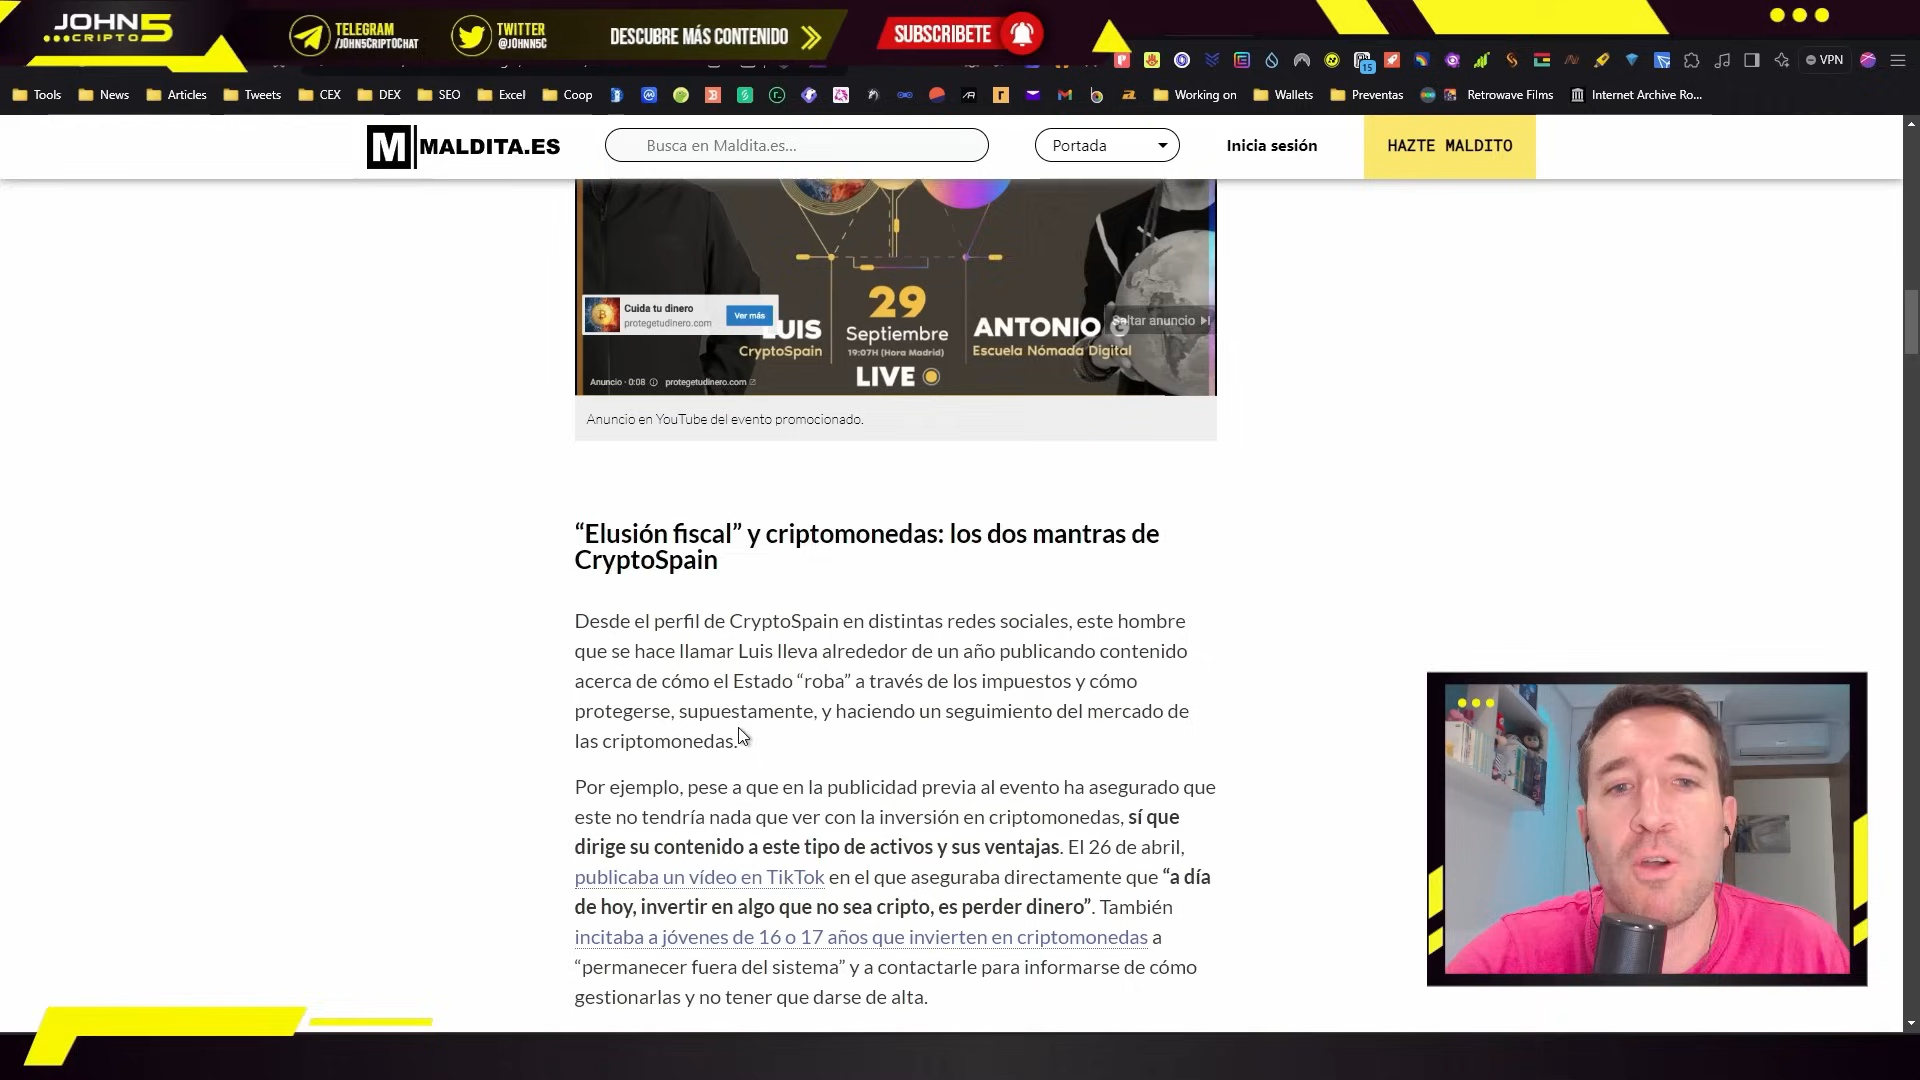 JOHN 5
CRIPTO
TELEGRAM
/JOHN5CRIPTOCHAT
TWITTER
@JOHNN5C
DESCUBRE MÁS CONTENIDO
SUBSCRIBETE
15
VPN
Tools
News
Articles
Tweets
CEX
DEX
SEO
Excel
Coop
Working on
Wallets
Preventas
Retrowave Films
Internet Archive Ro...
M MALDITA.ES
Busca en Maldita.es...
Portada
Inicia sesión
HAZTE MALDITO
Cuida tu dinero
protegetudinero.com
Ver más
29
Septiembre
19:07H (Hora Madrid)
LIVE
LUIS
CryptoSpain
ANTONIO
Escuela Nómada Digital
Saltar anuncio
Anuncio · 0:08
protegetudinero.com
Anuncio en YouTube del evento promocionado.
“Elusión fiscal” y criptomonedas: los dos mantras de
CryptoSpain
Desde el perfil de CryptoSpain en distintas redes sociales, este hombre
que se hace llamar Luis lleva alrededor de un año publicando contenido
acerca de cómo el Estado “roba” a través de los impuestos y cómo
protegerse, supuestamente, y haciendo un seguimiento del mercado de
las criptomonedas.
Por ejemplo, pese a que en la publicidad previa al evento ha asegurado que
este no tendría nada que ver con la inversión en criptomonedas, sí que
dirige su contenido a este tipo de activos y sus ventajas. El 26 de abril,
publicaba un vídeo en TikTok en el que aseguraba directamente que “a día
de hoy, invertir en algo que no sea cripto, es perder dinero”. También
incitaba a jóvenes de 16 o 17 años que invierten en criptomonedas a
“permanecer fuera del sistema” y a contactarle para informarse de cómo
gestionarlas y no tener que darse de alta.